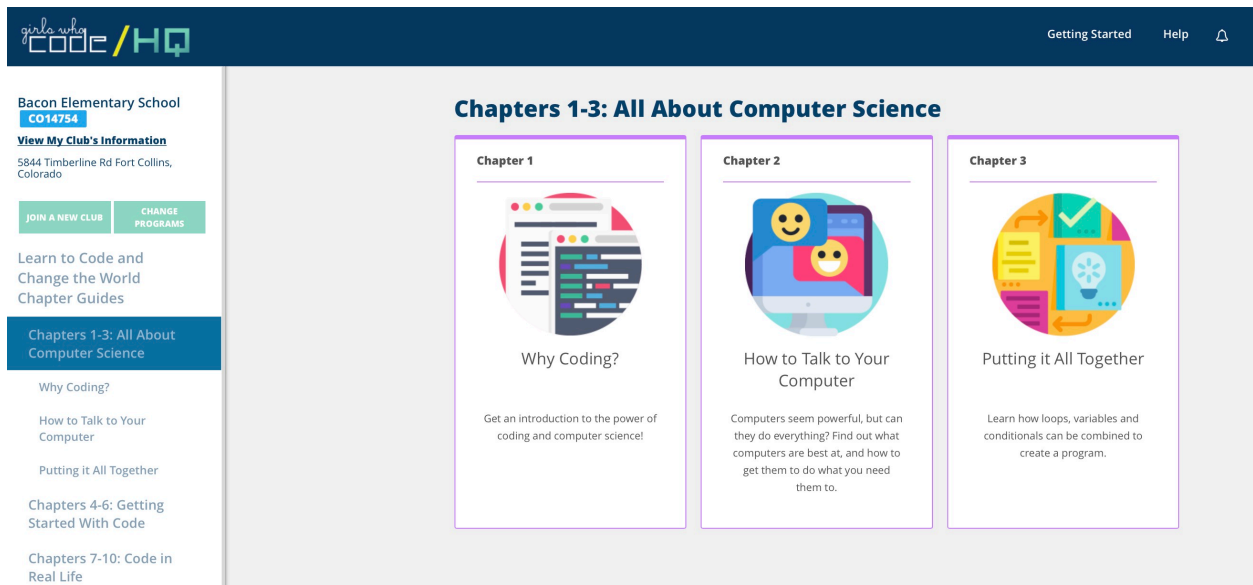 girls who
code/HQ
Getting Started
Help
Bacon Elementary School
CO14754
View My Club's Information
5844 Timberline Rd Fort Collins,
Colorado
JOIN A NEW CLUB
CHANGE
PROGRAMS
Learn to Code and
Change the World
Chapter Guides
Chapters 1-3: All About
Computer Science
Why Coding?
How to Talk to Your
Computer
Putting it All Together
Chapters 4-6: Getting
Started With Code
Chapters 7-10: Code in
Real Life
Chapters 1-3: All About Computer Science
Chapter 1
Why Coding?
Get an introduction to the power of
coding and computer science!
Chapter 2
How to Talk to Your
Computer
Computers seem powerful, but can
they do everything? Find out what
computers are best at, and how to
get them to do what you need
them to.
Chapter 3
Putting it All Together
Learn how loops, variables and
conditionals can be combined to
create a program.